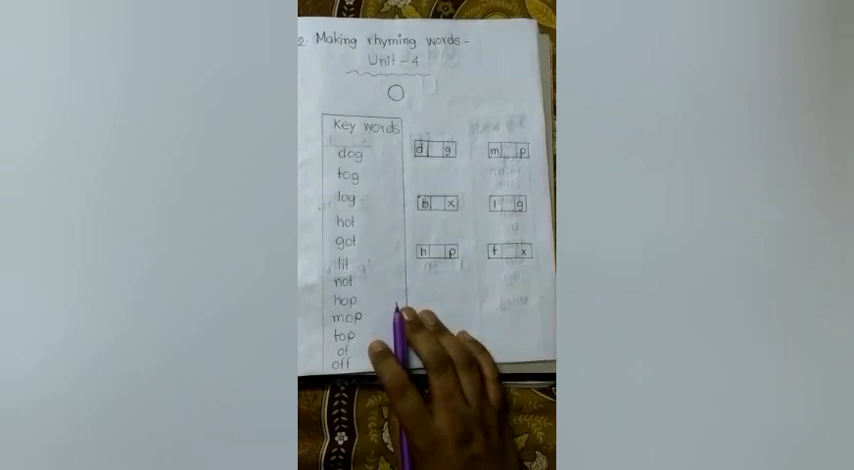 2. Making rhyming words -
Unit - 4
O
Key words
dog
tog
log
hot
got
lit
not
hop
mop
top
of
off
d g
m p
b x
l g
h p
f x